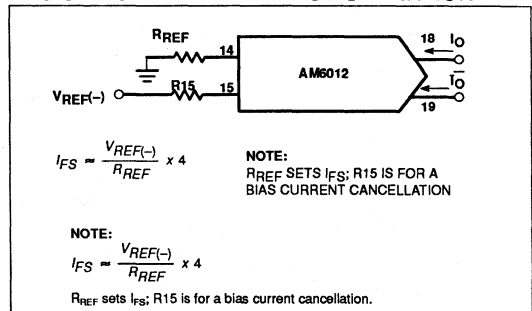 RREF
14
18
IO
AM6012
R15
VREF(–)
15
IO
19
IFS ≈ VREF(–) / RREF x 4
NOTE:
RREF SETS IFS; R15 IS FOR A
BIAS CURRENT CANCELLATION
NOTE:
IFS ≈ VREF(–) / RREF x 4
RREF sets IFS; R15 is for a bias current cancellation.